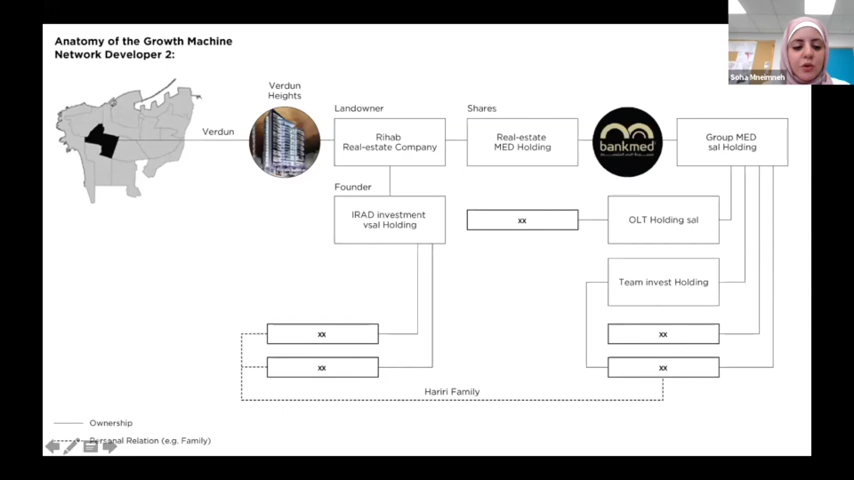 Anatomy of the Growth Machine
Network Developer 2:
Soha Mneimneh
Verdun
Heights
Landowner
Shares
Verdun
Rihab
Real-estate Company
Real-estate
MED Holding
bankmed
Group MED
sal Holding
Founder
IRAD investment
vsal Holding
xx
OLT Holding sal
Team invest Holding
xx
xx
xx
xx
Hariri Family
Ownership
Personal Relation (e.g. Family)